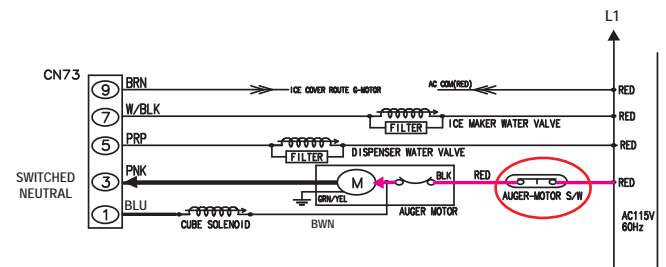 L1
CN73
9 BRN ICE COVER ROUTE G-MOTOR AC COM(RED) RED
7 W/BLK FILTER ICE MAKER WATER VALVE RED
5 PRP FILTER DISPENSER WATER VALVE RED
SWITCHED NEUTRAL
3 PNK M BLK RED RED
GRN/YEL AUGER MOTOR AUGER-MOTOR S/W
1 BLU CUBE SOLENOID BWN
AC115V
60Hz